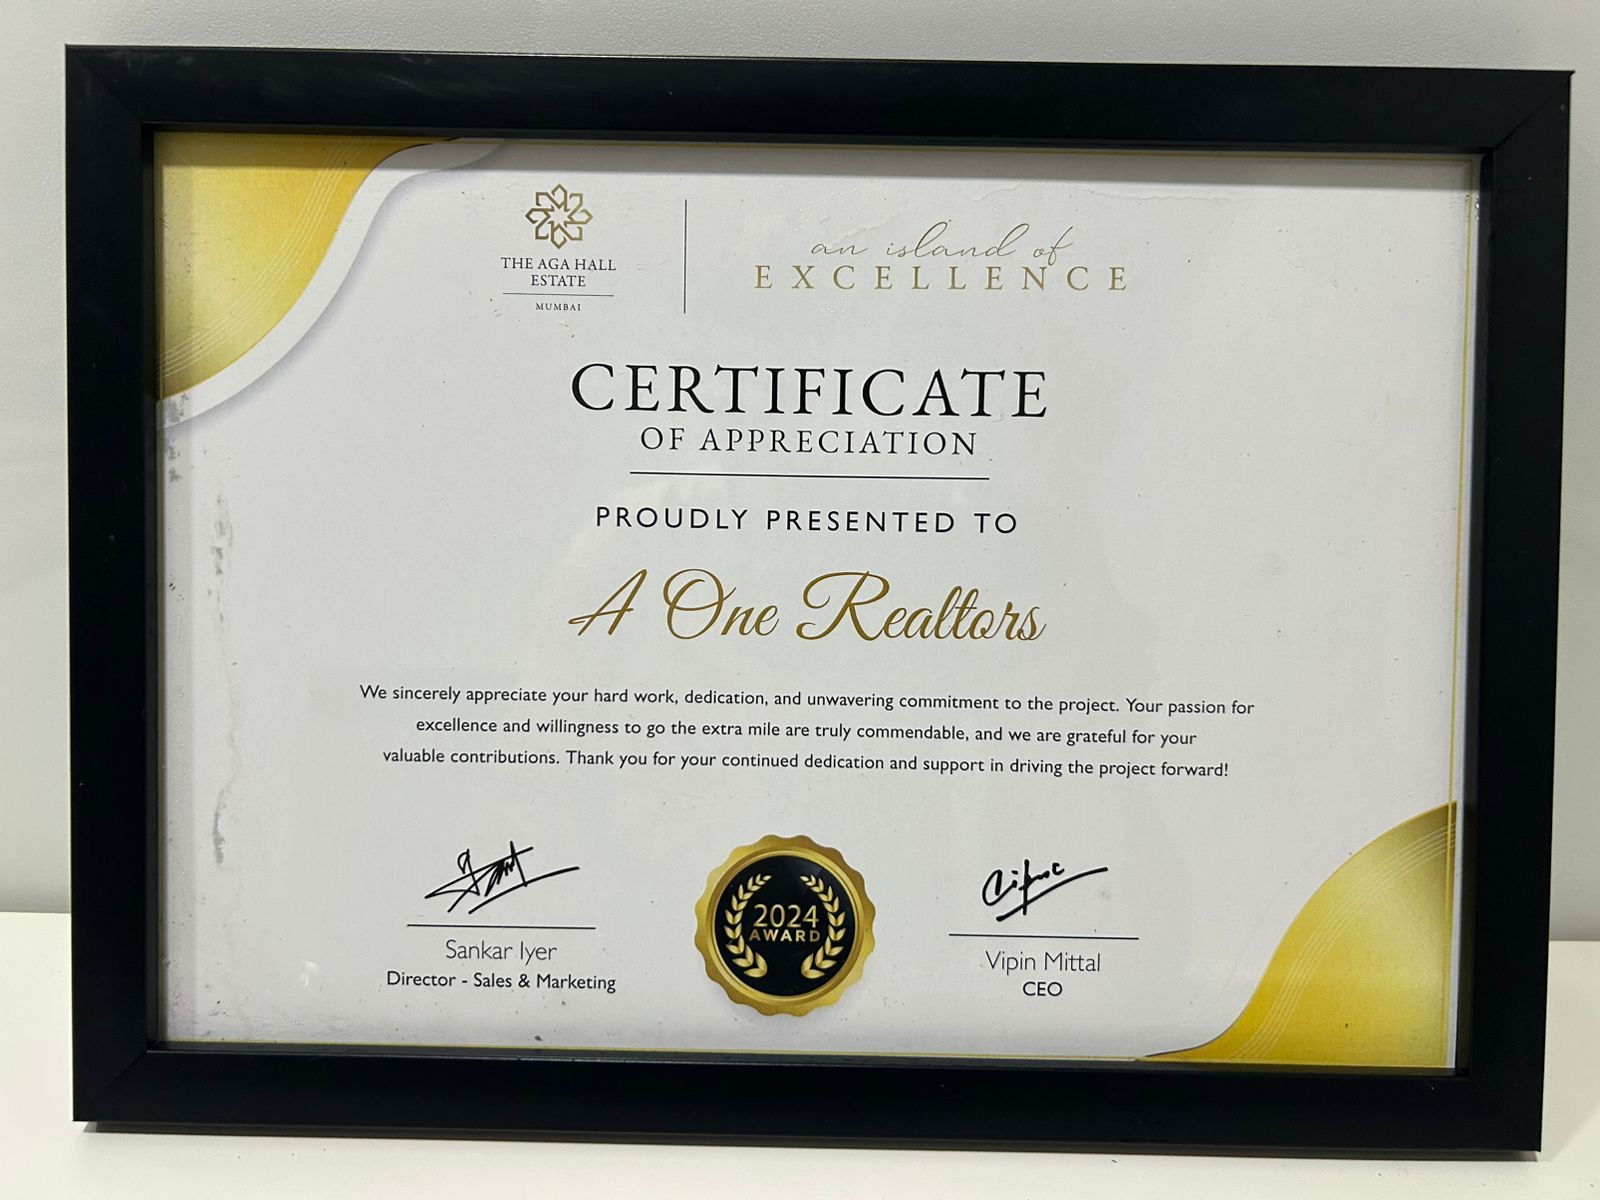 THE AGA HALL
ESTATE
MUMBAI
an island of
EXCELLENCE
CERTIFICATE
OF APPRECIATION
PROUDLY PRESENTED TO
A One Realtors
We sincerely appreciate your hard work, dedication, and unwavering commitment to the project. Your passion for
excellence and willingness to go the extra mile are truly commendable, and we are grateful for your
valuable contributions. Thank you for your continued dedication and support in driving the project forward!
Sankar Iyer
Director - Sales & Marketing
2024
AWARD
Vipin Mittal
CEO